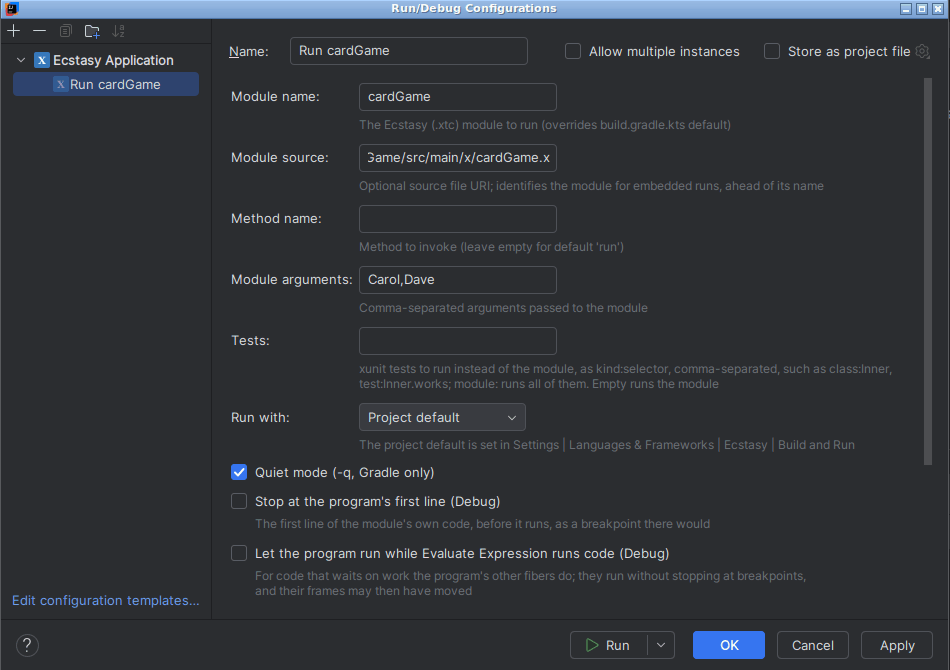 Run/Debug Configurations
Ecstasy Application
Run cardGame
Edit configuration templates...
Name: Run cardGame Allow multiple instances Store as project file
Module name: cardGame
The Ecstasy (.xtc) module to run (overrides build.gradle.kts default)
Module source: Game/src/main/x/cardGame.x
Optional source file URI; identifies the module for embedded runs, ahead of its name
Method name:
Method to invoke (leave empty for default 'run')
Module arguments: Carol,Dave
Comma-separated arguments passed to the module
Tests:
xunit tests to run instead of the module, as kind:selector, comma-separated, such as class:Inner,
test:Inner.works; module: runs all of them. Empty runs the module
Run with: Project default
The project default is set in Settings | Languages & Frameworks | Ecstasy | Build and Run
Quiet mode (-q, Gradle only)
Stop at the program's first line (Debug)
The first line of the module's own code, before it runs, as a breakpoint there would
Let the program run while Evaluate Expression runs code (Debug)
For code that waits on work the program's other fibers do; they run without stopping at breakpoints,
and their frames may then have moved
? Run OK Cancel Apply